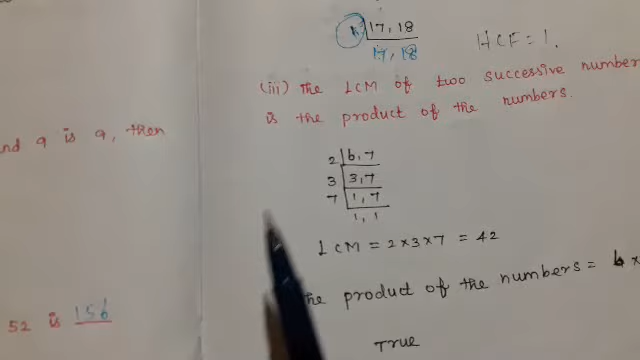 17, 18
17, 18
HCF = 1.
(iii) The LCM of two successive numbers
is the product of the numbers.
and 9 is 9, then
2 | 6, 7
3 | 3, 7
7 | 1, 7
1, 1
LCM = 2×3×7 = 42
The product of the numbers = 6 ×
52 is 156
True